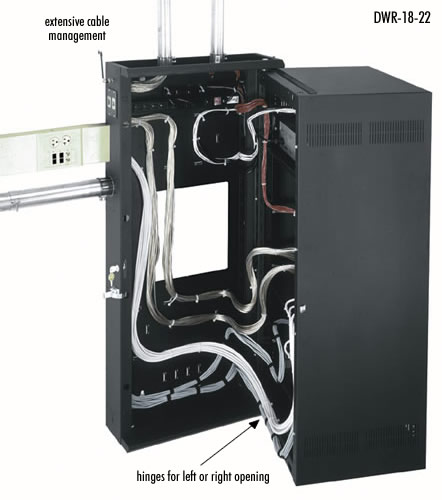 extensive cable
management
DWR-18-22
hinges for left or right opening